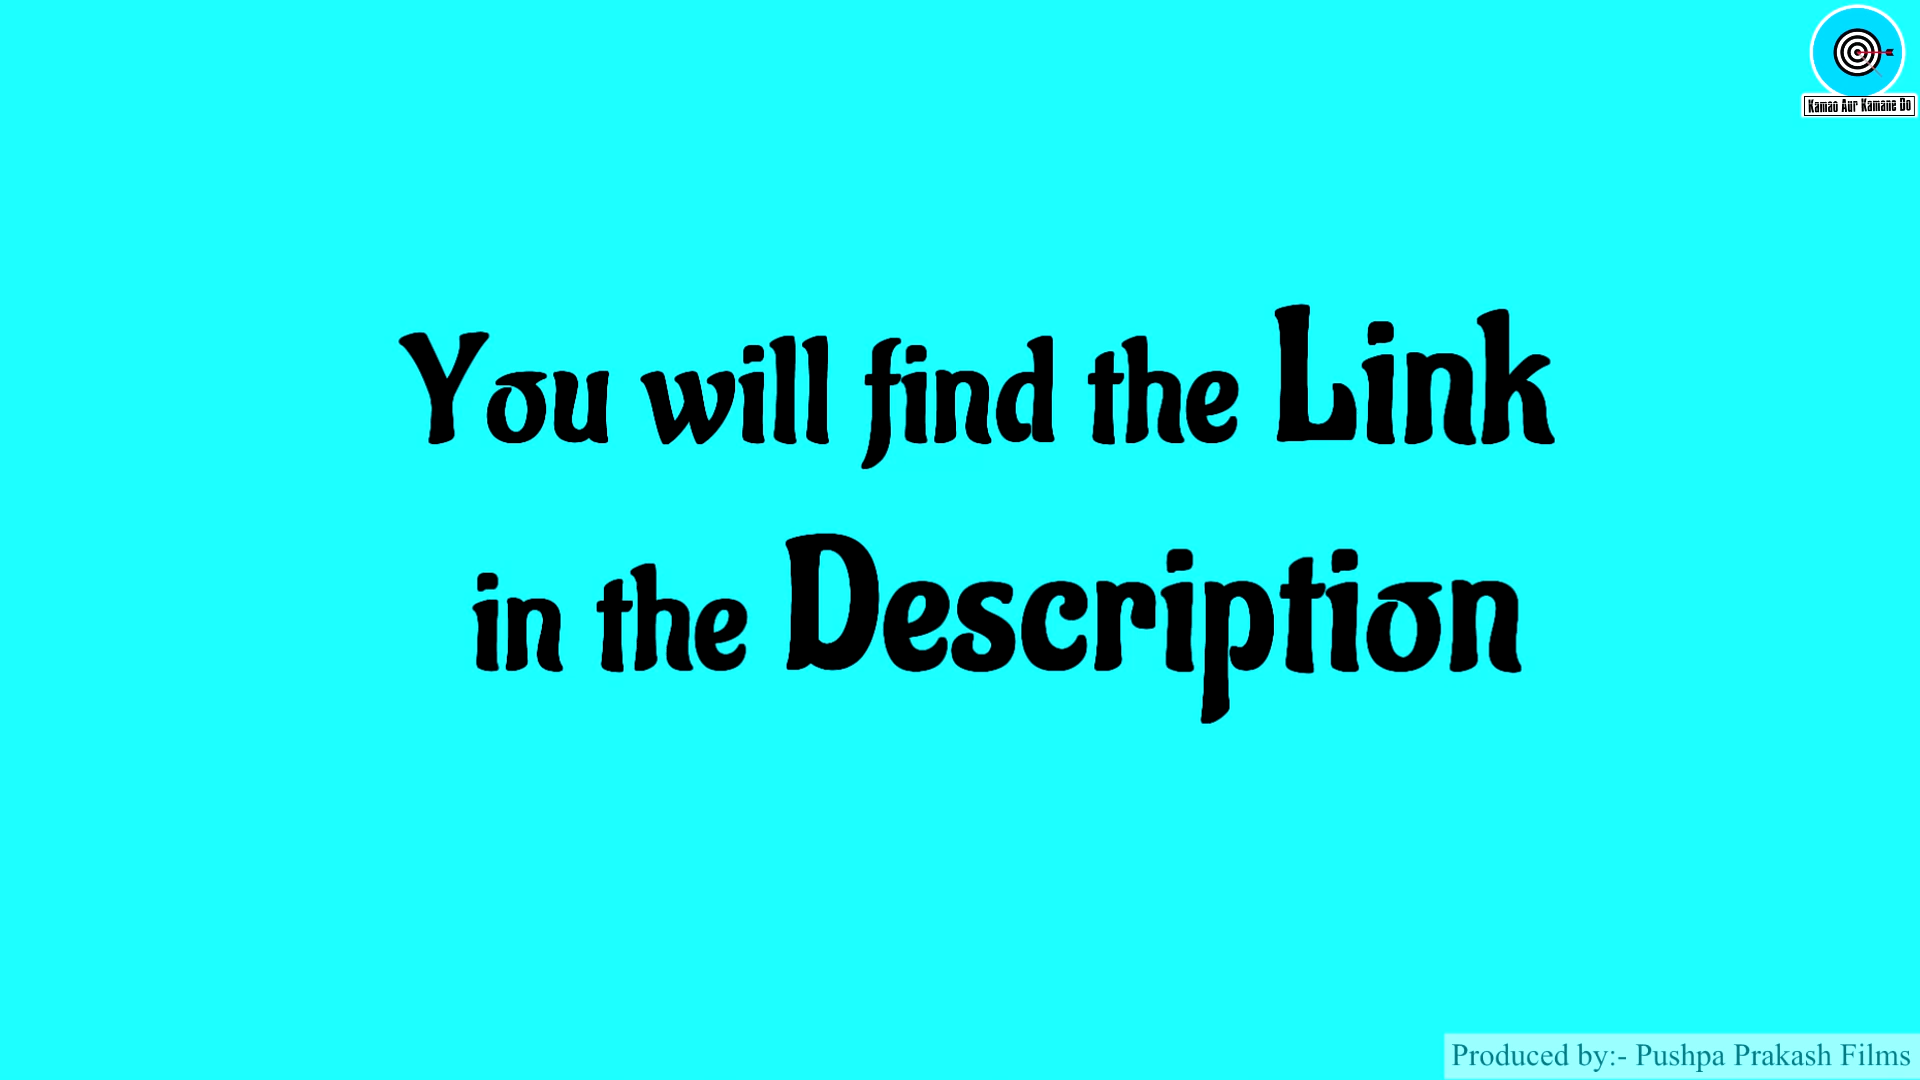 Kamao Aur Kamane Do
You will find the Link
in the Description
Produced by:- Pushpa Prakash Films